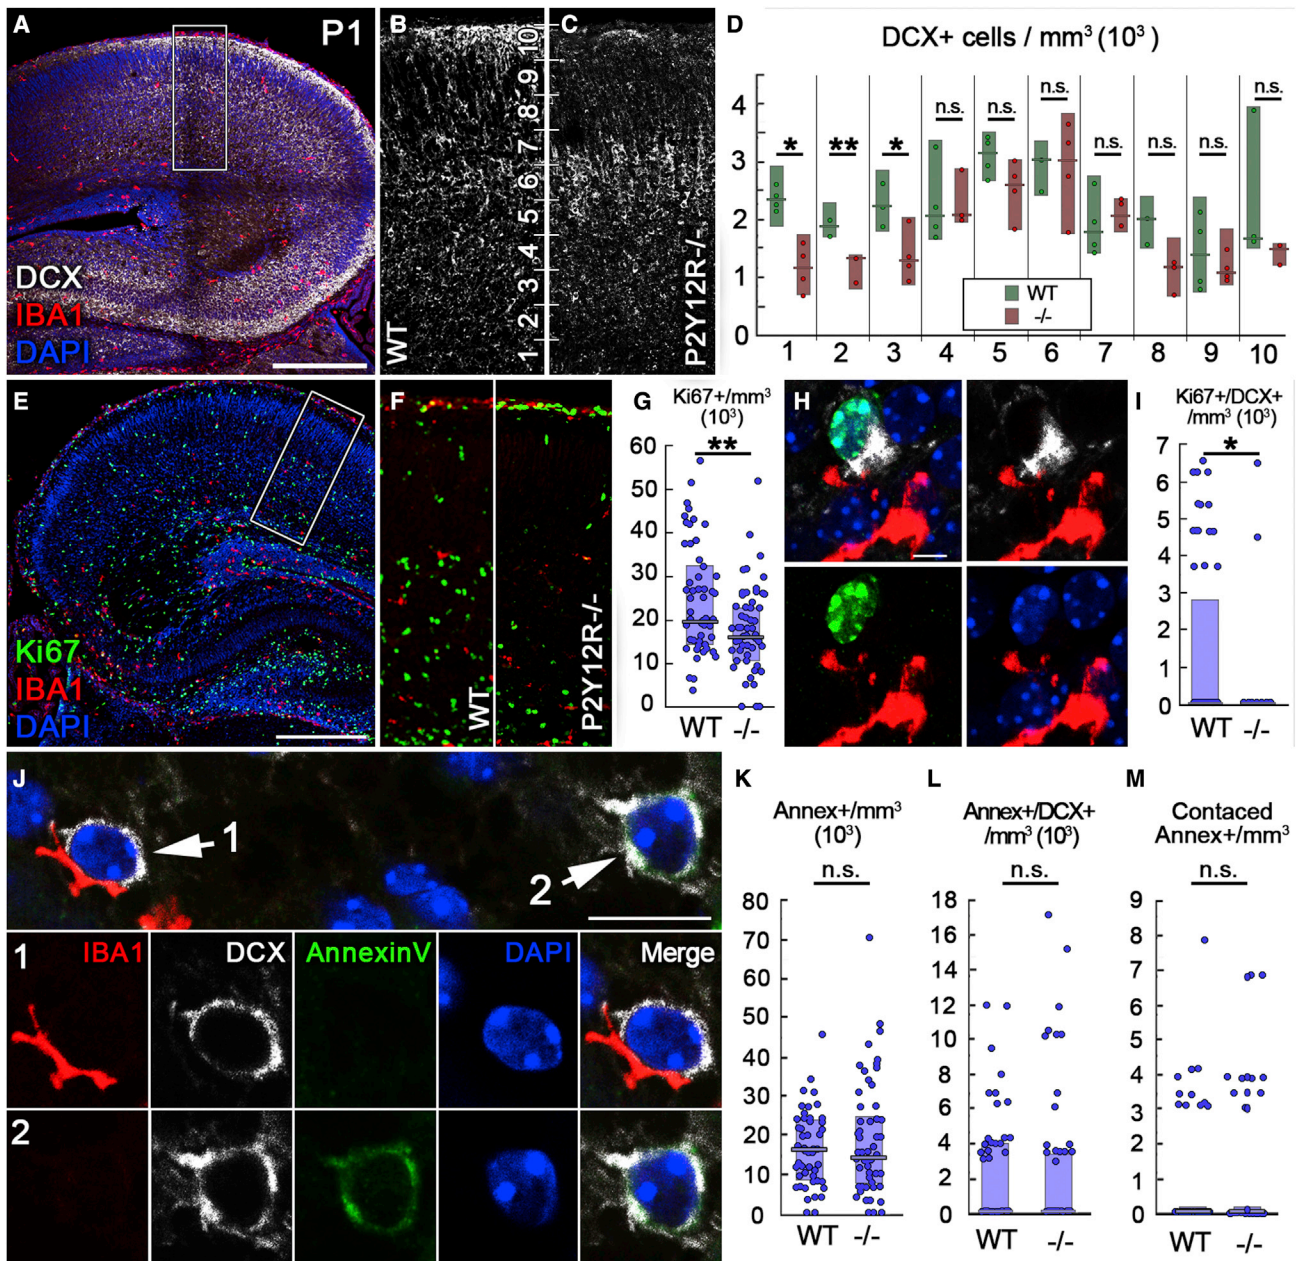 A
P1
DCX
IBA1
DAPI
B
WT
10
9
8
7
6
5
4
3
2
1
C
P2Y12R-/-
D
DCX+ cells / mm³ (10³)
4
3
2
1
0
*
**
*
n.s.
n.s.
n.s.
n.s.
n.s.
n.s.
n.s.
WT
-/-
1 2 3 4 5 6 7 8 9 10
E
Ki67
IBA1
DAPI
F
WT
P2Y12R-/-
G
Ki67+/mm³
(10³)
**
60
50
40
30
20
10
0
WT -/-
H
I
Ki67+/DCX+
/mm³ (10³)
*
7
6
5
4
3
2
1
0
WT -/-
J
1
2
1
IBA1
DCX
AnnexinV
DAPI
Merge
2
K
Annex+/mm³
(10³)
n.s.
80
70
60
50
40
30
20
10
0
WT -/-
L
Annex+/DCX+
/mm³ (10³)
n.s.
18
16
14
12
10
8
6
4
2
0
WT -/-
M
Contaced
Annex+/mm³
n.s.
9
8
7
6
5
4
3
2
1
0
WT -/-